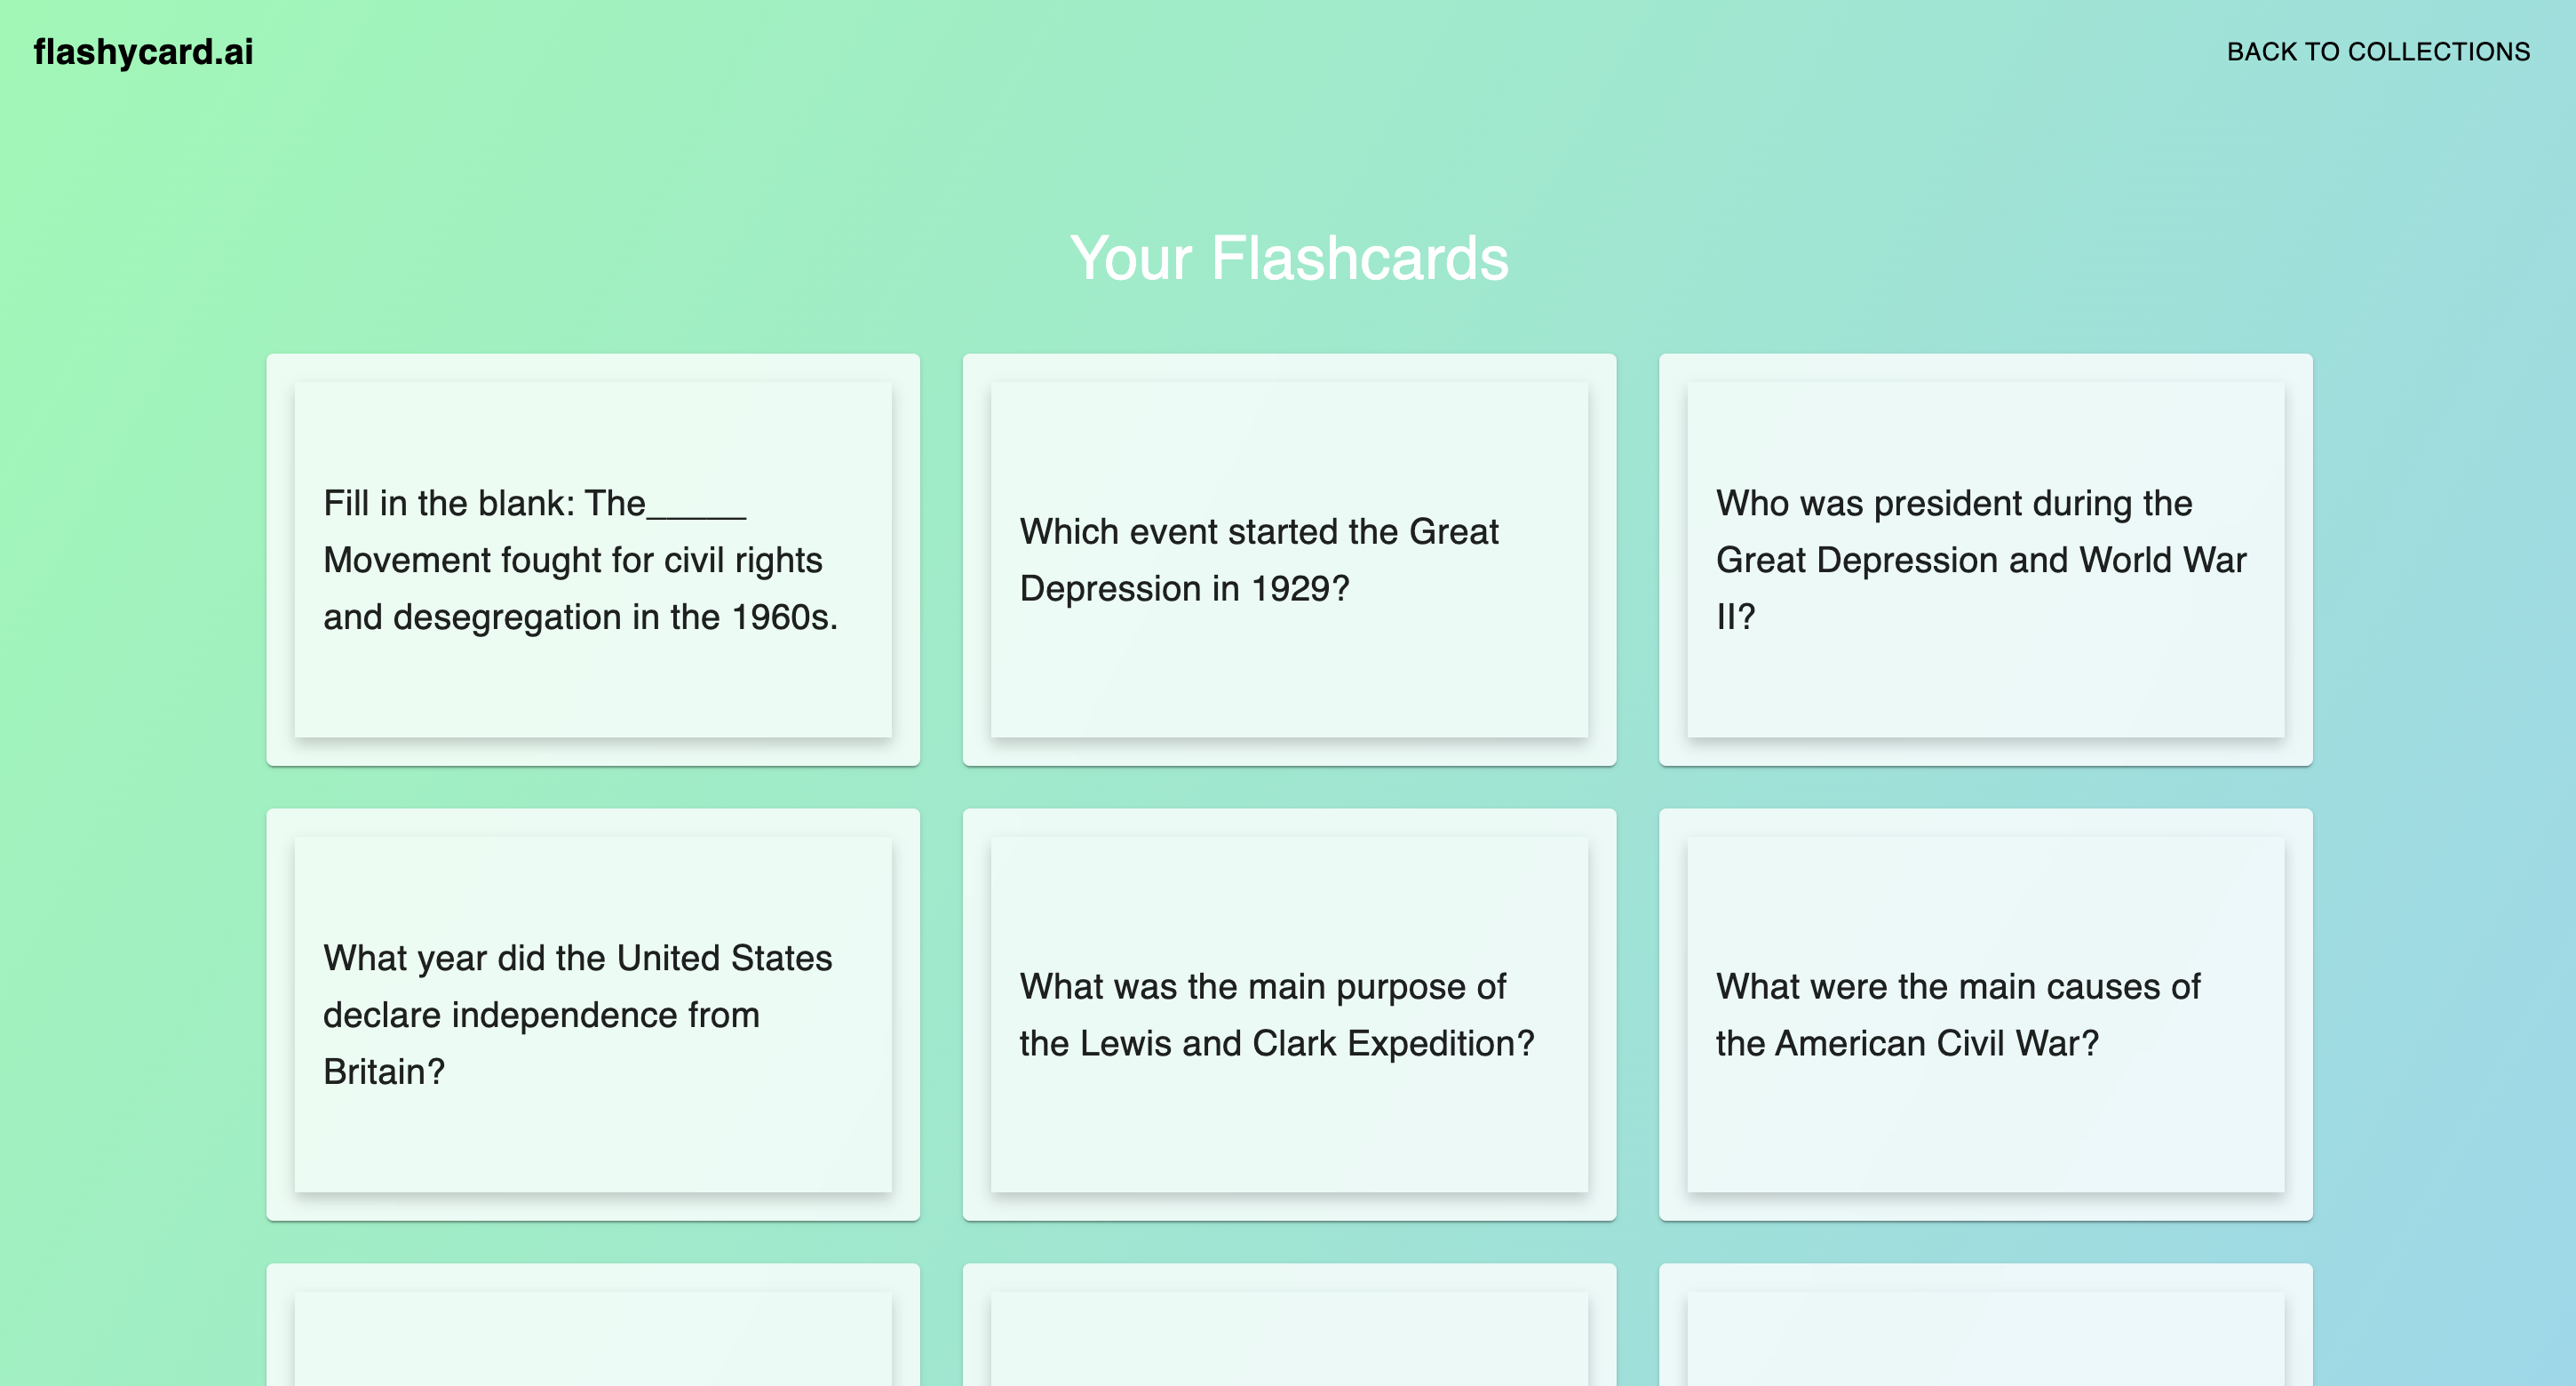 flashycard.ai
BACK TO COLLECTIONS
Your Flashcards
Fill in the blank: The_____
Movement fought for civil rights
and desegregation in the 1960s.
Which event started the Great
Depression in 1929?
Who was president during the
Great Depression and World War
II?
What year did the United States
declare independence from
Britain?
What was the main purpose of
the Lewis and Clark Expedition?
What were the main causes of
the American Civil War?